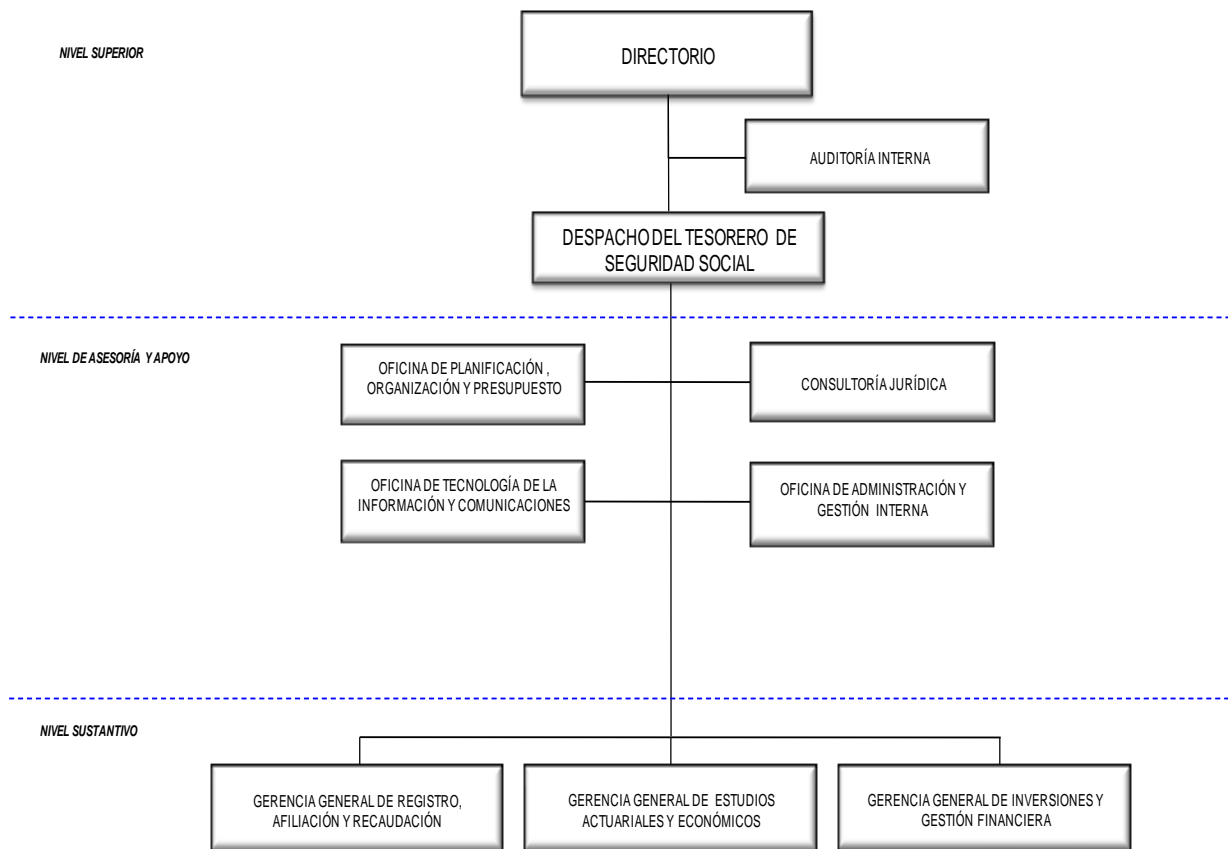 NIVEL SUPERIOR
DIRECTORIO
AUDITORÍA INTERNA
DESPACHO DEL TESORERO DE
SEGURIDAD SOCIAL
NIVEL DE ASESORÍA Y APOYO
OFICINA DE PLANIFICACIÓN ,
ORGANIZACIÓN Y PRESUPUESTO
CONSULTORÍA JURÍDICA
OFICINA DE TECNOLOGÍA DE LA
INFORMACIÓN Y COMUNICACIONES
OFICINA DE ADMINISTRACIÓN Y
GESTIÓN INTERNA
NIVEL SUSTANTIVO
GERENCIA GENERAL DE REGISTRO,
AFILIACIÓN Y RECAUDACIÓN
GERENCIA GENERAL DE ESTUDIOS
ACTUARIALES Y ECONÓMICOS
GERENCIA GENERAL DE INVERSIONES Y
GESTIÓN FINANCIERA